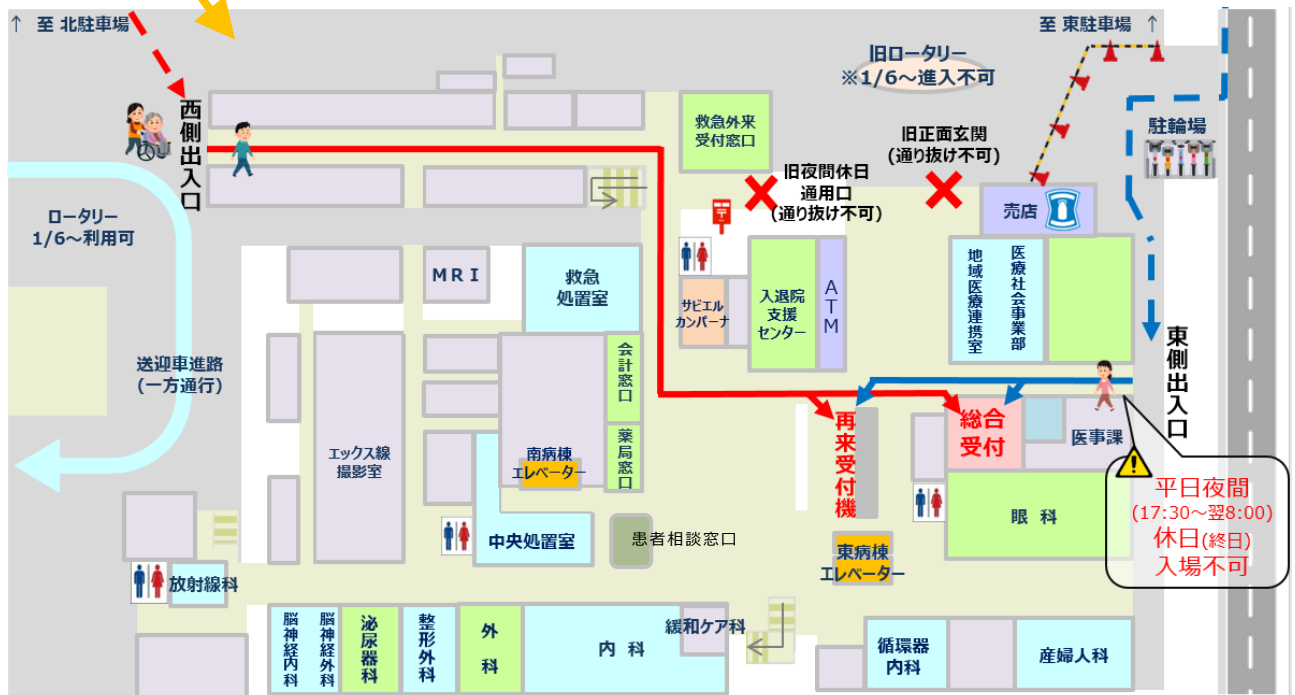 ↑ 至 北駐車場
至 東駐車場 ↑
旧ロータリー
※1/6～進入不可
西側出入口
救急外来
受付窓口
旧正面玄関
(通り抜け不可)
駐輪場
旧夜間休日
通用口
(通り抜け不可)
売店
ロータリー
1/6～利用可
MRI
救急
処置室
サビエル
カンパーナ
入退院
支援
センター
ATM
地域医療連携室
医療社会事業部
東側出入口
送迎車進路
(一方通行)
会計窓口
エックス線
撮影室
南病棟
エレベーター
薬局窓口
再来受付機
総合
受付
医事課
平日夜間
(17:30～翌8:00)
休日(終日)
入場不可
眼科
中央処置室
患者相談窓口
東病棟
エレベーター
放射線科
脳神経内科
脳神経外科
泌尿器科
整形外科
外科
内科
緩和ケア科
循環器
内科
産婦人科